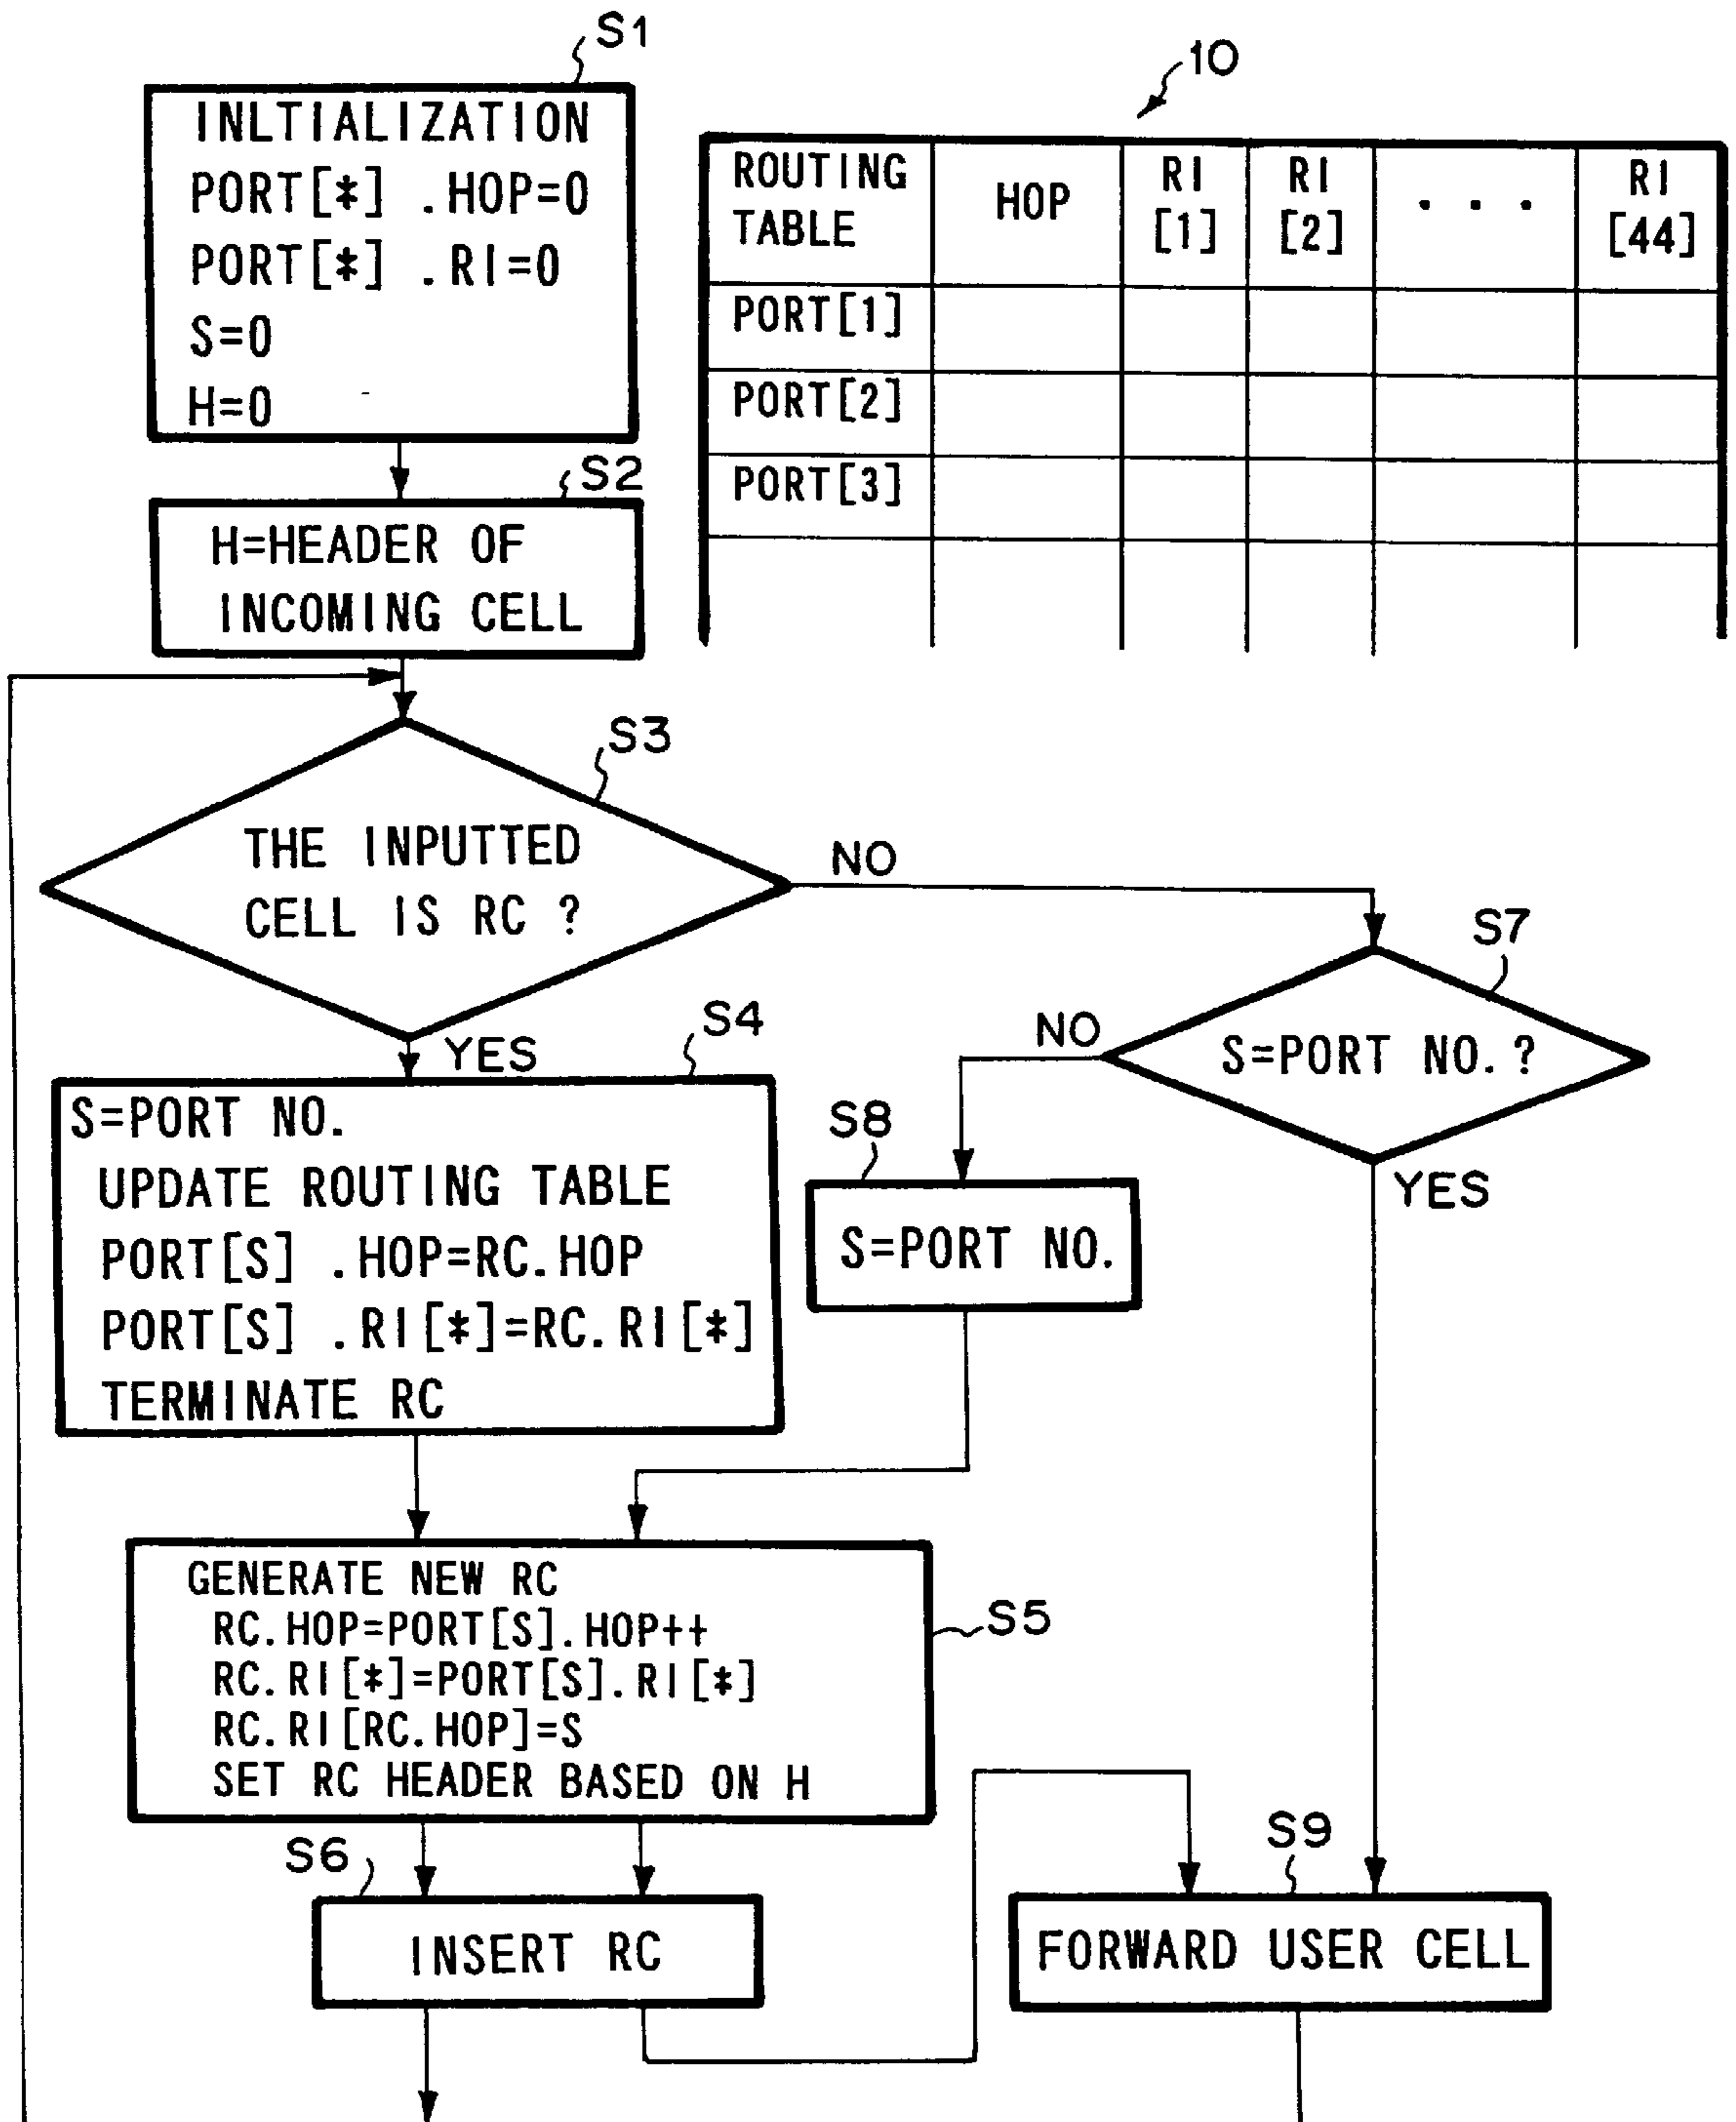 S1
INLTIALIZATION
PORT[*] .HOP=0
PORT[*] .RI=0
S=0
H=0
10
ROUTING TABLE
HOP
RI [1]
RI [2]
. . .
RI [44]
PORT[1]
PORT[2]
PORT[3]
S2
H=HEADER OF
INCOMING CELL
S3
THE INPUTTED
CELL IS RC ?
NO
YES
S7
S=PORT NO. ?
NO
YES
S4
S=PORT NO.
UPDATE ROUTING TABLE
PORT[S] .HOP=RC.HOP
PORT[S] .RI[*]=RC.RI[*]
TERMINATE RC
S8
S=PORT NO.
GENERATE NEW RC
RC.HOP=PORT[S].HOP++
RC.RI[*]=PORT[S].RI[*]
RC.RI[RC.HOP]=S
SET RC HEADER BASED ON H
S5
S6
INSERT RC
S9
FORWARD USER CELL